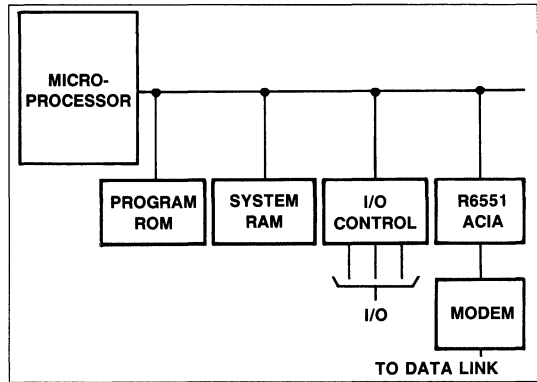 MICRO-
PROCESSOR
PROGRAM
ROM
SYSTEM
RAM
I/O
CONTROL
R6551
ACIA
I/O
MODEM
TO DATA LINK